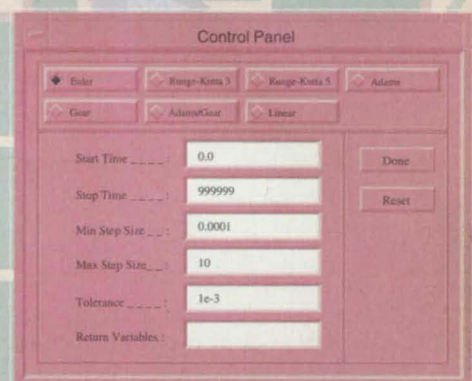 Control Panel
Euler Runge-Kutta 3 Runge-Kutta 5 Adams
Gear Adams/Gear Linear
Start Time _ _ _ _ : 0.0
Done
Stop Time _ _ _ _ : 999999
Reset
Min Step Size _ _ : 0.0001
Max Step Size_ _ : 10
Tolerance _ _ _ _ : 1e-3
Return Variables :